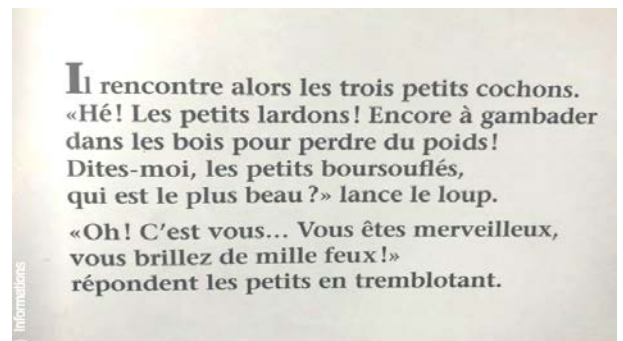 Il rencontre alors les trois petits cochons.
«Hé! Les petits lardons! Encore à gambader
dans les bois pour perdre du poids!
Dites-moi, les petits boursouflés,
qui est le plus beau?» lance le loup.
«Oh! C'est vous... Vous êtes merveilleux,
vous brillez de mille feux!»
répondent les petits en tremblotant.
Informations